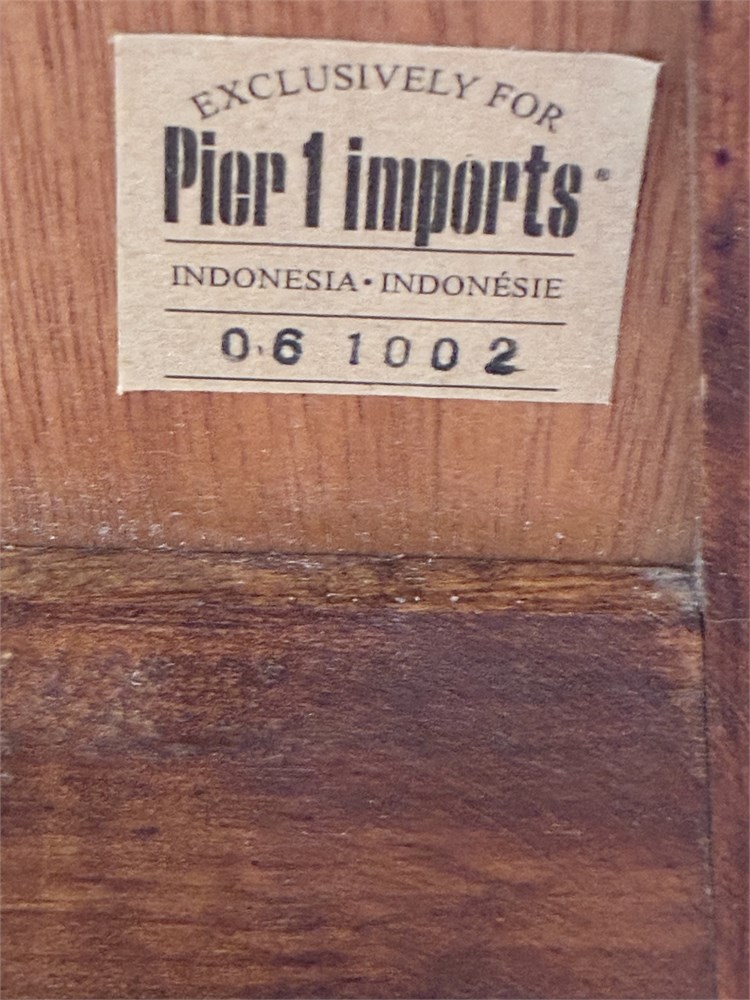 EXCLUSIVELY FOR
Pier 1 imports®
INDONESIA • INDONÉSIE
06 1002